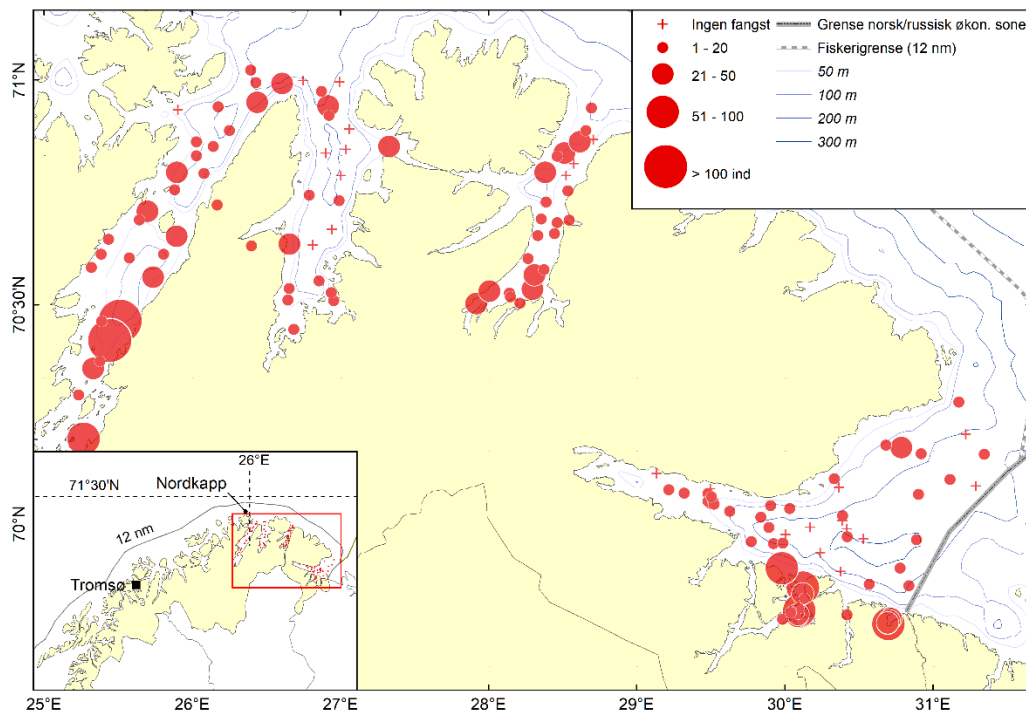 Ingen fangst
1 - 20
21 - 50
51 - 100
> 100 ind
Grense norsk/russisk økon. sone
Fiskerigrense (12 nm)
50 m
100 m
200 m
300 m
71°N
70°30'N
70°N
26°E
Nordkapp
71°30'N
12 nm
Tromsø
25°E
26°E
27°E
28°E
29°E
30°E
31°E